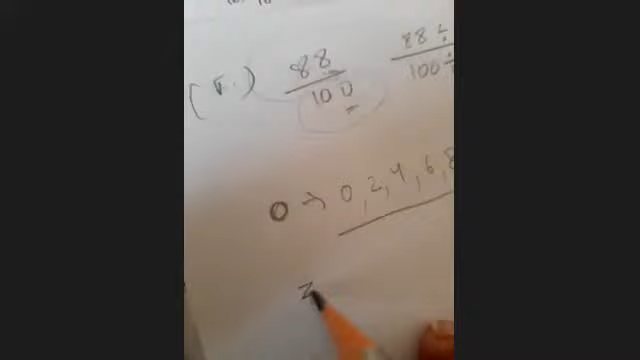 (v.) 88/100 88÷/100÷
0 → 0, 2, 4, 6, 8